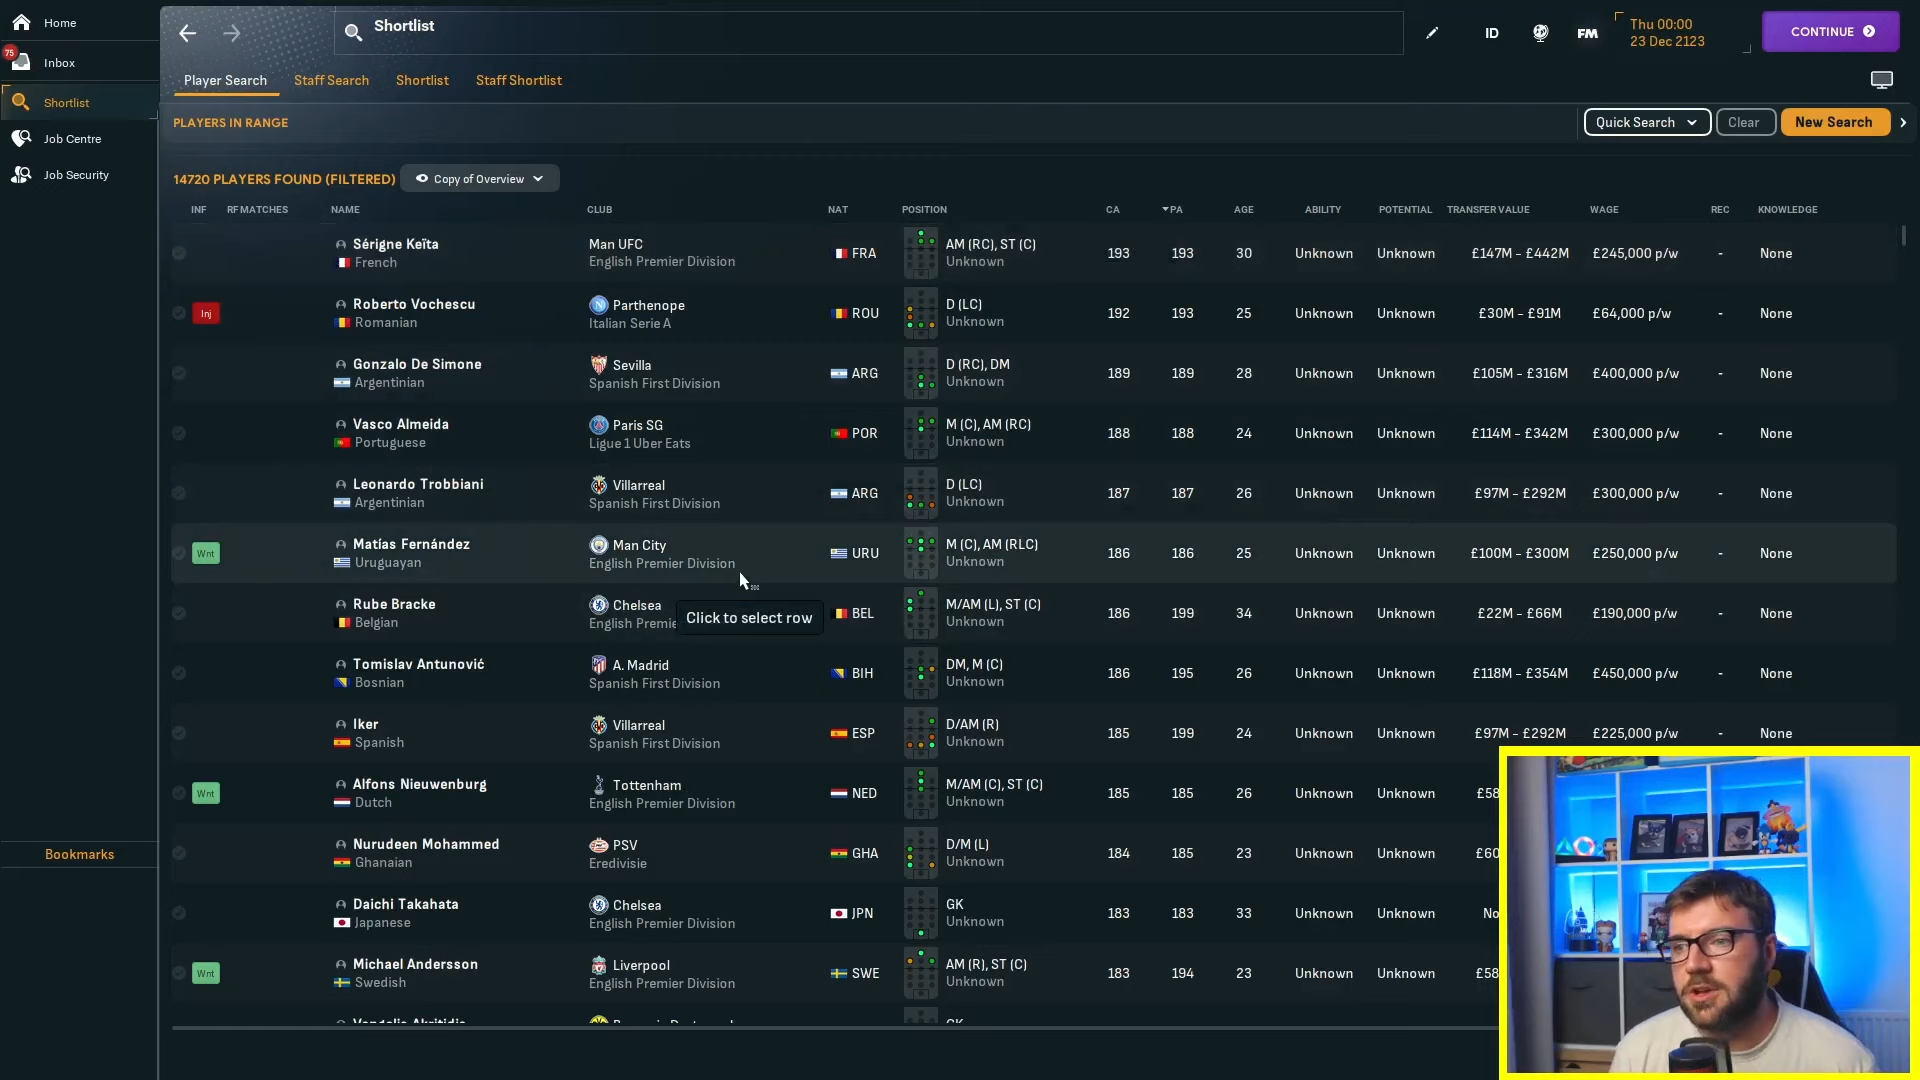 Home
Shortlist
ID
FM
Thu 00:00
23 Dec 2123
CONTINUE
75
Inbox
Player Search
Staff Search
Shortlist
Staff Shortlist
Shortlist
PLAYERS IN RANGE
Quick Search
Clear
New Search
Job Centre
Job Security
14720 PLAYERS FOUND (FILTERED)
Copy of Overview
INF RF MATCHES NAME CLUB NAT POSITION CA PA AGE ABILITY POTENTIAL TRANSFER VALUE WAGE REC KNOWLEDGE
Sérigne Keïta Man UFC FRA AM (RC), ST (C) 193 193 30 Unknown Unknown £147M - £442M £245,000 p/w - None
French English Premier Division Unknown
Inj Roberto Vochescu Parthenope ROU D (LC) 192 193 25 Unknown Unknown £30M - £91M £64,000 p/w - None
Romanian Italian Serie A Unknown
Gonzalo De Simone Sevilla ARG D (RC), DM 189 189 28 Unknown Unknown £105M - £316M £400,000 p/w - None
Argentinian Spanish First Division Unknown
Vasco Almeida Paris SG POR M (C), AM (RC) 188 188 24 Unknown Unknown £114M - £342M £300,000 p/w - None
Portuguese Ligue 1 Uber Eats Unknown
Leonardo Trobbiani Villarreal ARG D (LC) 187 187 26 Unknown Unknown £97M - £292M £300,000 p/w - None
Argentinian Spanish First Division Unknown
Wnt Matías Fernández Man City URU M (C), AM (RLC) 186 186 25 Unknown Unknown £100M - £300M £250,000 p/w - None
Uruguayan English Premier Division Unknown
Rube Bracke Chelsea BEL M/AM (L), ST (C) 186 199 34 Unknown Unknown £22M - £66M £190,000 p/w - None
Belgian English Premie Unknown
Click to select row
Tomislav Antunović A. Madrid BIH DM, M (C) 186 195 26 Unknown Unknown £118M - £354M £450,000 p/w - None
Bosnian Spanish First Division Unknown
Iker Villarreal ESP D/AM (R) 185 199 24 Unknown Unknown £97M - £292M £225,000 p/w - None
Spanish Spanish First Division Unknown
Wnt Alfons Nieuwenburg Tottenham NED M/AM (C), ST (C) 185 185 26 Unknown Unknown £58
Dutch English Premier Division Unknown
Nurudeen Mohammed PSV GHA D/M (L) 184 185 23 Unknown Unknown £60
Ghanaian Eredivisie Unknown
Bookmarks
Daichi Takahata Chelsea JPN GK 183 183 33 Unknown Unknown No
Japanese English Premier Division Unknown
Wnt Michael Andersson Liverpool SWE AM (R), ST (C) 183 194 23 Unknown Unknown £58
Swedish English Premier Division Unknown